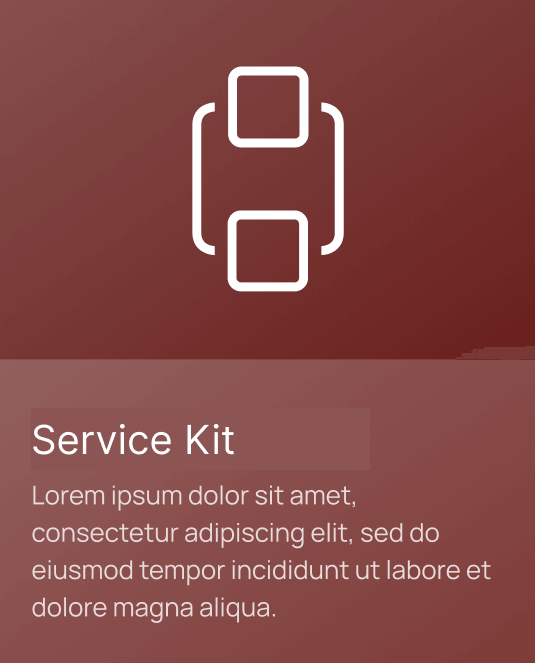 Service Kit
Lorem ipsum dolor sit amet,
consectetur adipiscing elit, sed do
eiusmod tempor incididunt ut labore et
dolore magna aliqua.